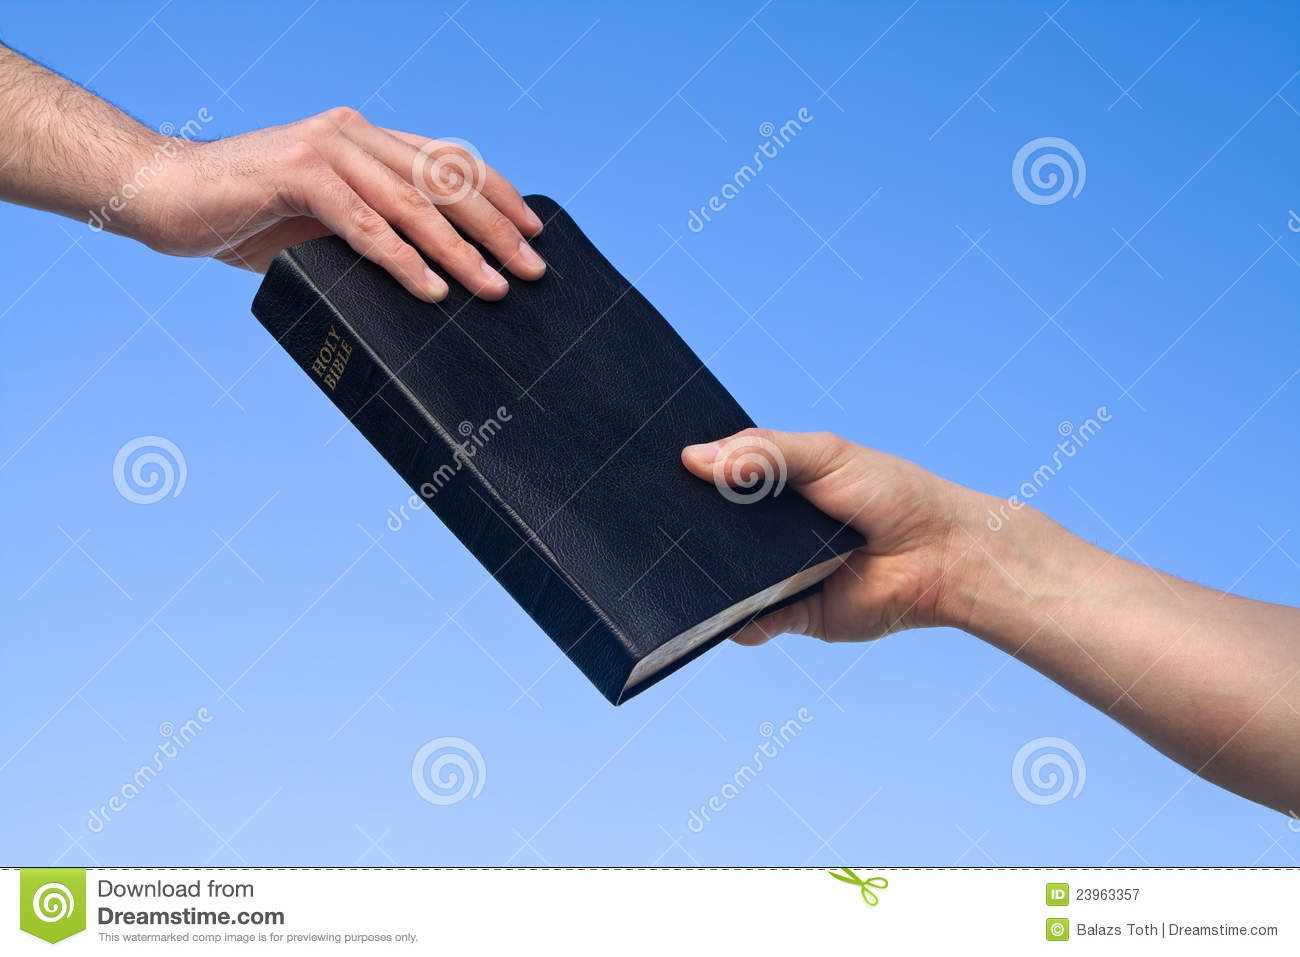 HOLY
BIBLE
dreamstime
dreamstime
dreamstime
dreamstime
dreamstime
dreamstime
Download from
Dreamstime.com
This watermarked comp image is for previewing purposes only.
ID 23963357
© Balazs Toth | Dreamstime.com